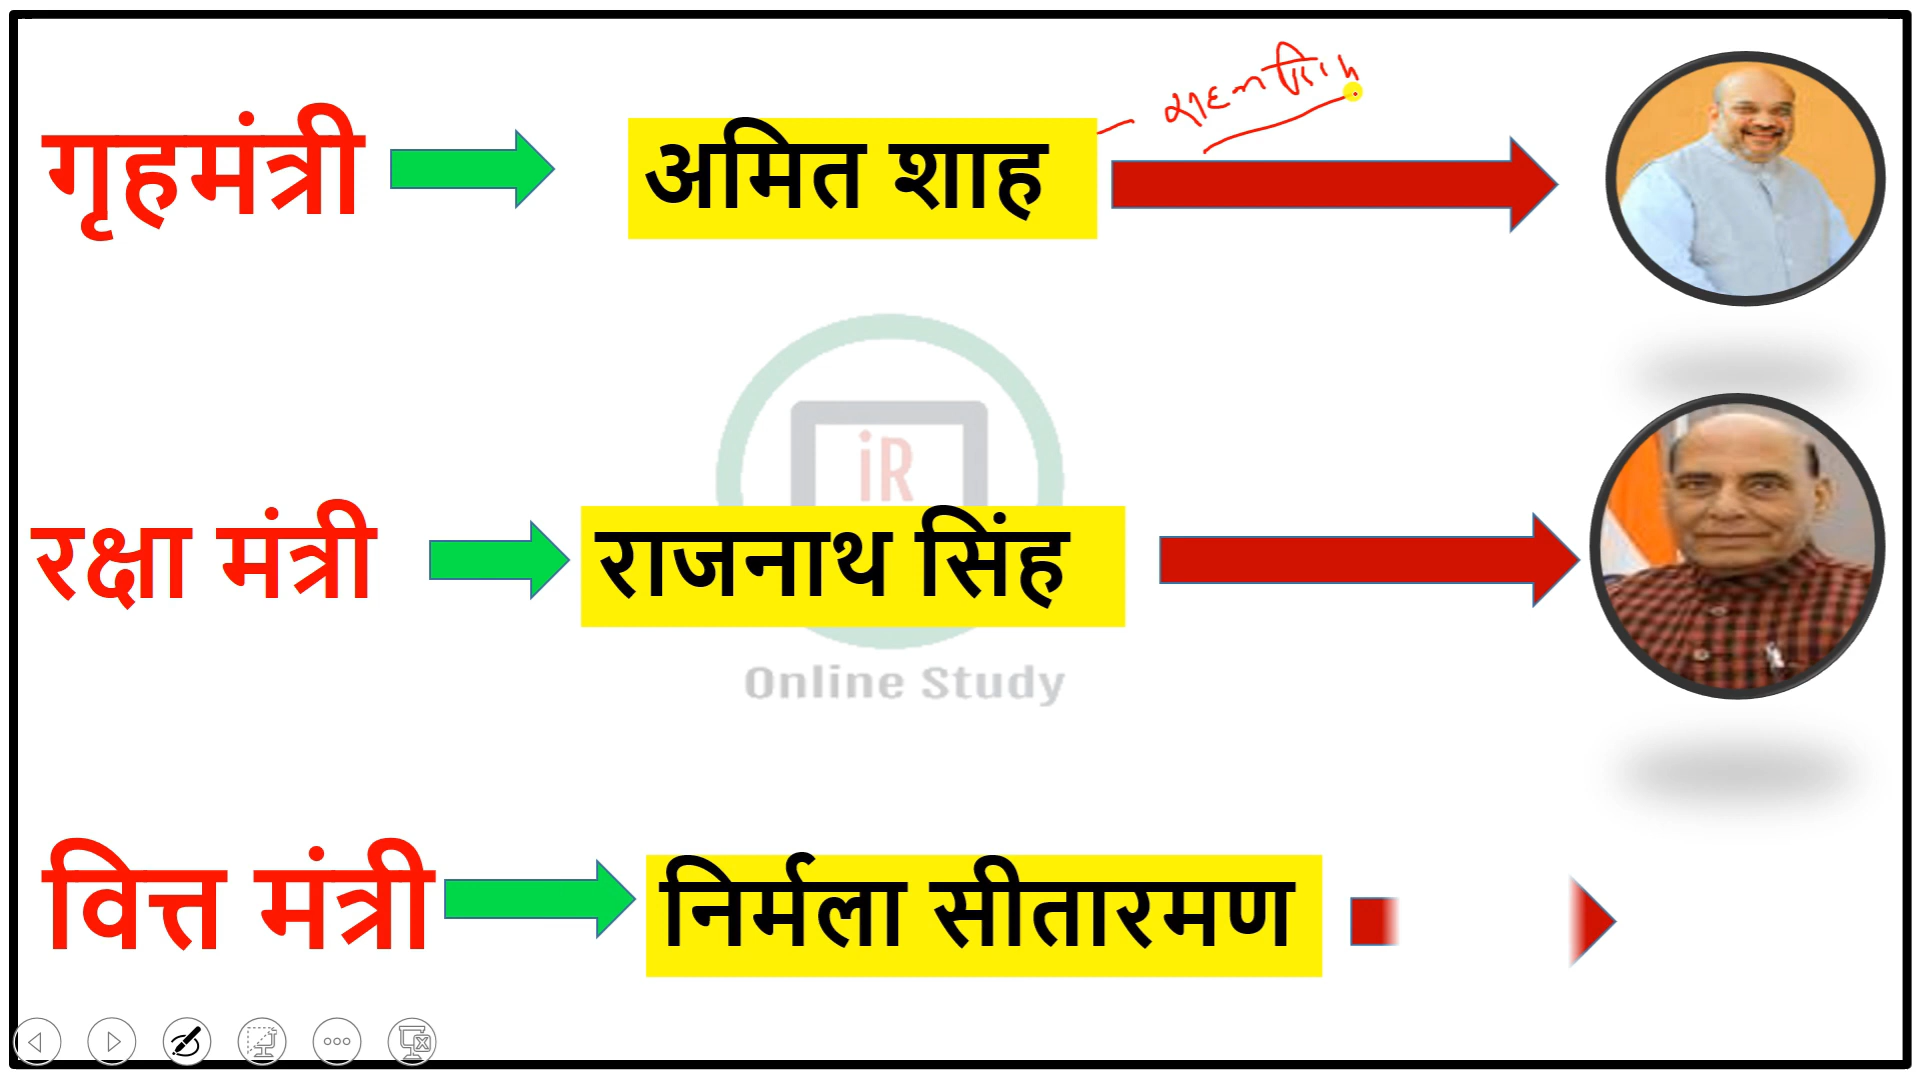 गृहमंत्री अमित शाह
iR
रक्षा मंत्री राजनाथ सिंह
Online Study
वित्त मंत्री निर्मला सीतारमण